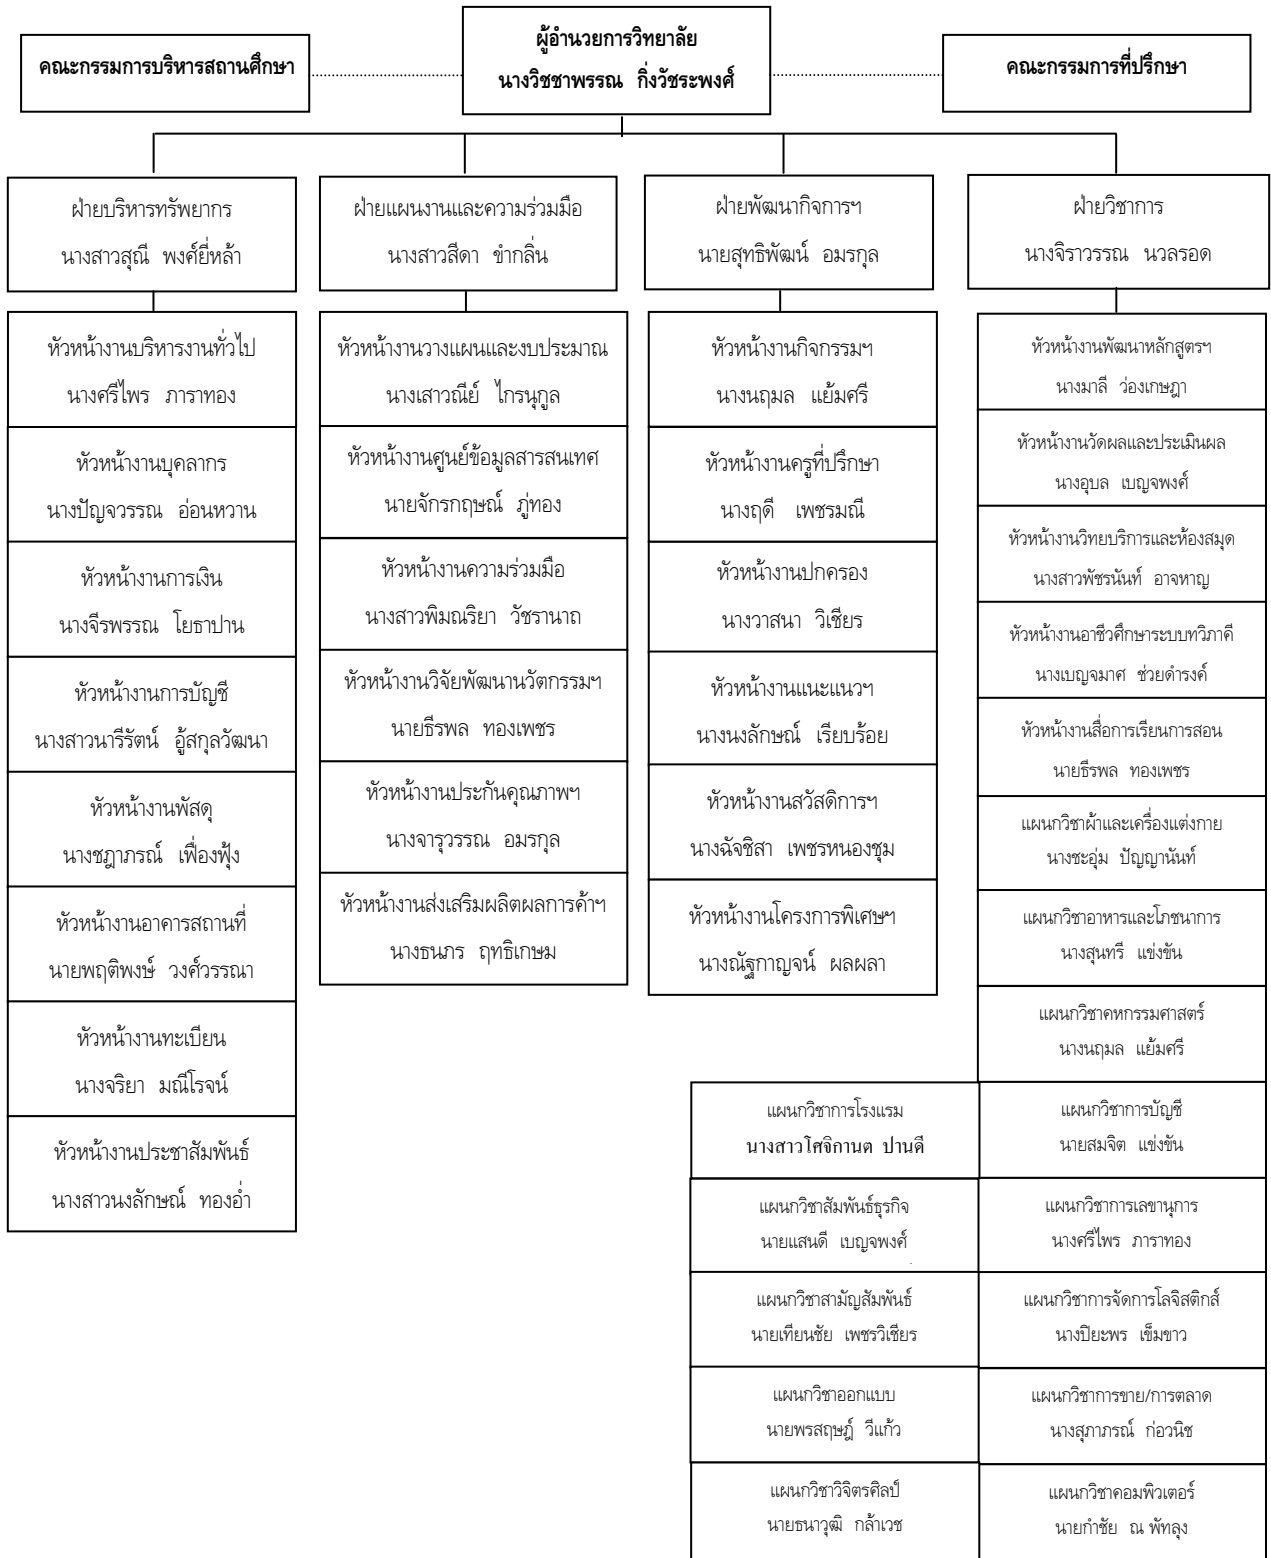 ผู้อำนวยการวิทยาลัย
นางวิชชาพรรณ กิ่งวัชระพงศ์
คณะกรรมการบริหารสถานศึกษา
คณะกรรมการที่ปรึกษา
ฝ่ายบริหารทรัพยากร
นางสาวสุณี พงศ์ยี่หล้า
ฝ่ายแผนงานและความร่วมมือ
นางสาวสีดา ขำกลิ่น
ฝ่ายพัฒนากิจการฯ
นายสุทธิพัฒน์ อมรกุล
ฝ่ายวิชาการ
นางจิราวรรณ นวลรอด
หัวหน้างานบริหารงานทั่วไป
นางศรีไพร ภาราทอง
หัวหน้างานบุคลากร
นางปัญจวรรณ อ่อนหวาน
หัวหน้างานการเงิน
นางจีรพรรณ โยธาปาน
หัวหน้างานการบัญชี
นางสาวนารีรัตน์ อู้สกุลวัฒนา
หัวหน้างานพัสดุ
นางชฎาภรณ์ เฟื่องฟุ้ง
หัวหน้างานอาคารสถานที่
นายพฤติพงษ์ วงศ์วรรณา
หัวหน้างานทะเบียน
นางจริยา มณีโรจน์
หัวหน้างานประชาสัมพันธ์
นางสาวนงลักษณ์ ทองอ่ำ
หัวหน้างานวางแผนและงบประมาณ
นางเสาวณีย์ ไกรนุกูล
หัวหน้างานศูนย์ข้อมูลสารสนเทศ
นายจักรกฤษณ์ ภู่ทอง
หัวหน้างานความร่วมมือ
นางสาวพิมณริยา วัชรานาถ
หัวหน้างานวิจัยพัฒนานวัตกรรมฯ
นายธีรพล ทองเพชร
หัวหน้างานประกันคุณภาพฯ
นางจารุวรรณ อมรกุล
หัวหน้างานส่งเสริมผลิตผลการค้าฯ
นางธนภร ฤทธิเกษม
หัวหน้างานกิจกรรมฯ
นางนฤมล แย้มศรี
หัวหน้างานครูที่ปรึกษา
นางฤดี เพชรมณี
หัวหน้างานปกครอง
นางวาสนา วิเชียร
หัวหน้างานแนะแนวฯ
นางนงลักษณ์ เรียบร้อย
หัวหน้างานสวัสดิการฯ
นางฉัจชิสา เพชรหนองชุม
หัวหน้างานโครงการพิเศษฯ
นางณัฐกาญจน์ ผลผลา
หัวหน้างานพัฒนาหลักสูตรฯ
นางมาลี ว่องเกษฎา
หัวหน้างานวัดผลและประเมินผล
นางอุบล เบญจพงศ์
หัวหน้างานวิทยบริการและห้องสมุด
นางสาวพัชรนันท์ อาจหาญ
หัวหน้างานอาชีวศึกษาระบบทวิภาคี
นางเบญจมาศ ช่วยดำรงค์
หัวหน้างานสื่อการเรียนการสอน
นายธีรพล ทองเพชร
แผนกวิชาผ้าและเครื่องแต่งกาย
นางชะอุ่ม ปัญญานันท์
แผนกวิชาอาหารและโภชนาการ
นางสุนทรี แข่งขัน
แผนกวิชาคหกรรมศาสตร์
นางนฤมล แย้มศรี
แผนกวิชาการโรงแรม
นางสาวโศจิกานต ปานดี
แผนกวิชาการบัญชี
นายสมจิต แข่งขัน
แผนกวิชาสัมพันธ์ธุรกิจ
นายแสนดี เบญจพงศ์
แผนกวิชาการเลขานุการ
นางศรีไพร ภาราทอง
แผนกวิชาสามัญสัมพันธ์
นายเทียนชัย เพชรวิเชียร
แผนกวิชาการจัดการโลจิสติกส์
นางปิยะพร เข็มขาว
แผนกวิชาออกแบบ
นายพรสฤษฎ์ วีแก้ว
แผนกวิชาการขาย/การตลาด
นางสุภาภรณ์ ก่อวนิช
แผนกวิชาวิจิตรศิลป์
นายธนาวุฒิ กล้าเวช
แผนกวิชาคอมพิวเตอร์
นายกำชัย ณ พัทลุง